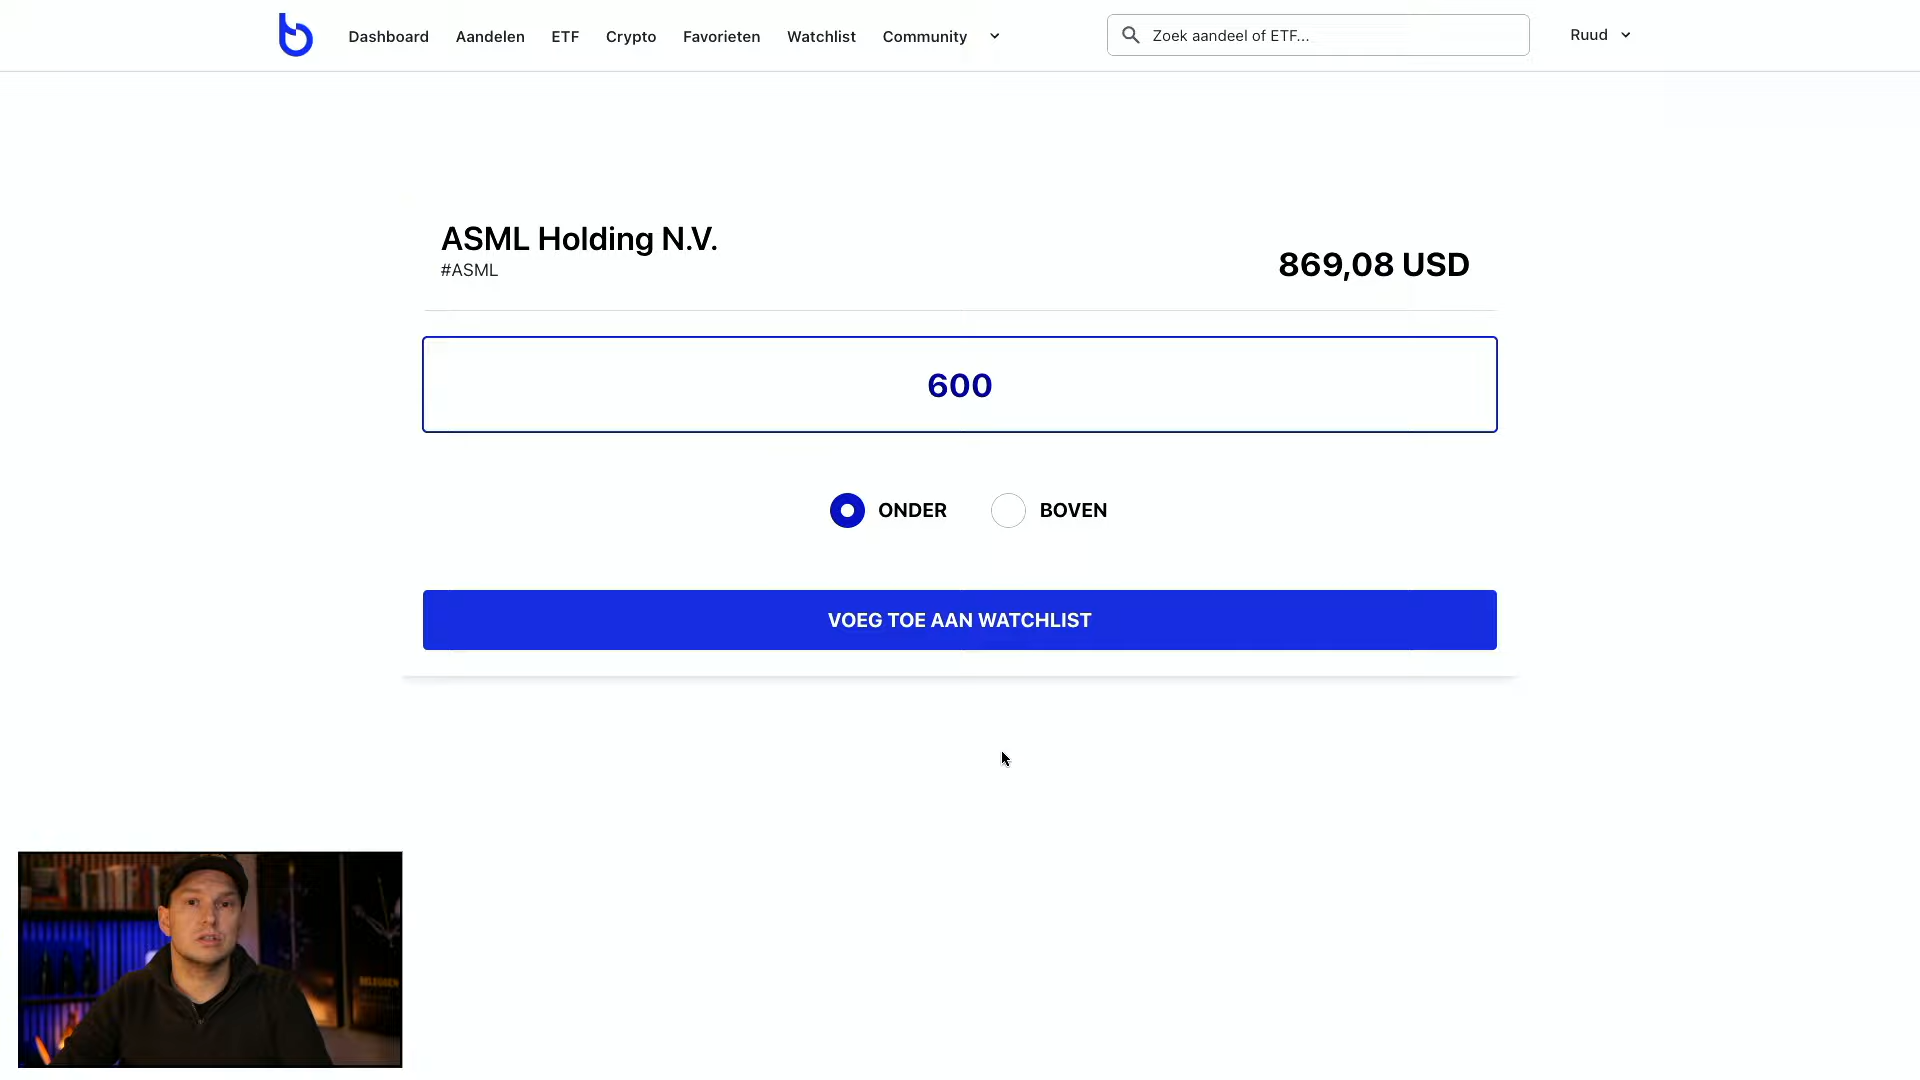 Dashboard Aandelen ETF Crypto Favorieten Watchlist Community
Zoek aandeel of ETF...
Ruud
ASML Holding N.V.
#ASML
869,08 USD
600
ONDER BOVEN
VOEG TOE AAN WATCHLIST
BELEGGEN